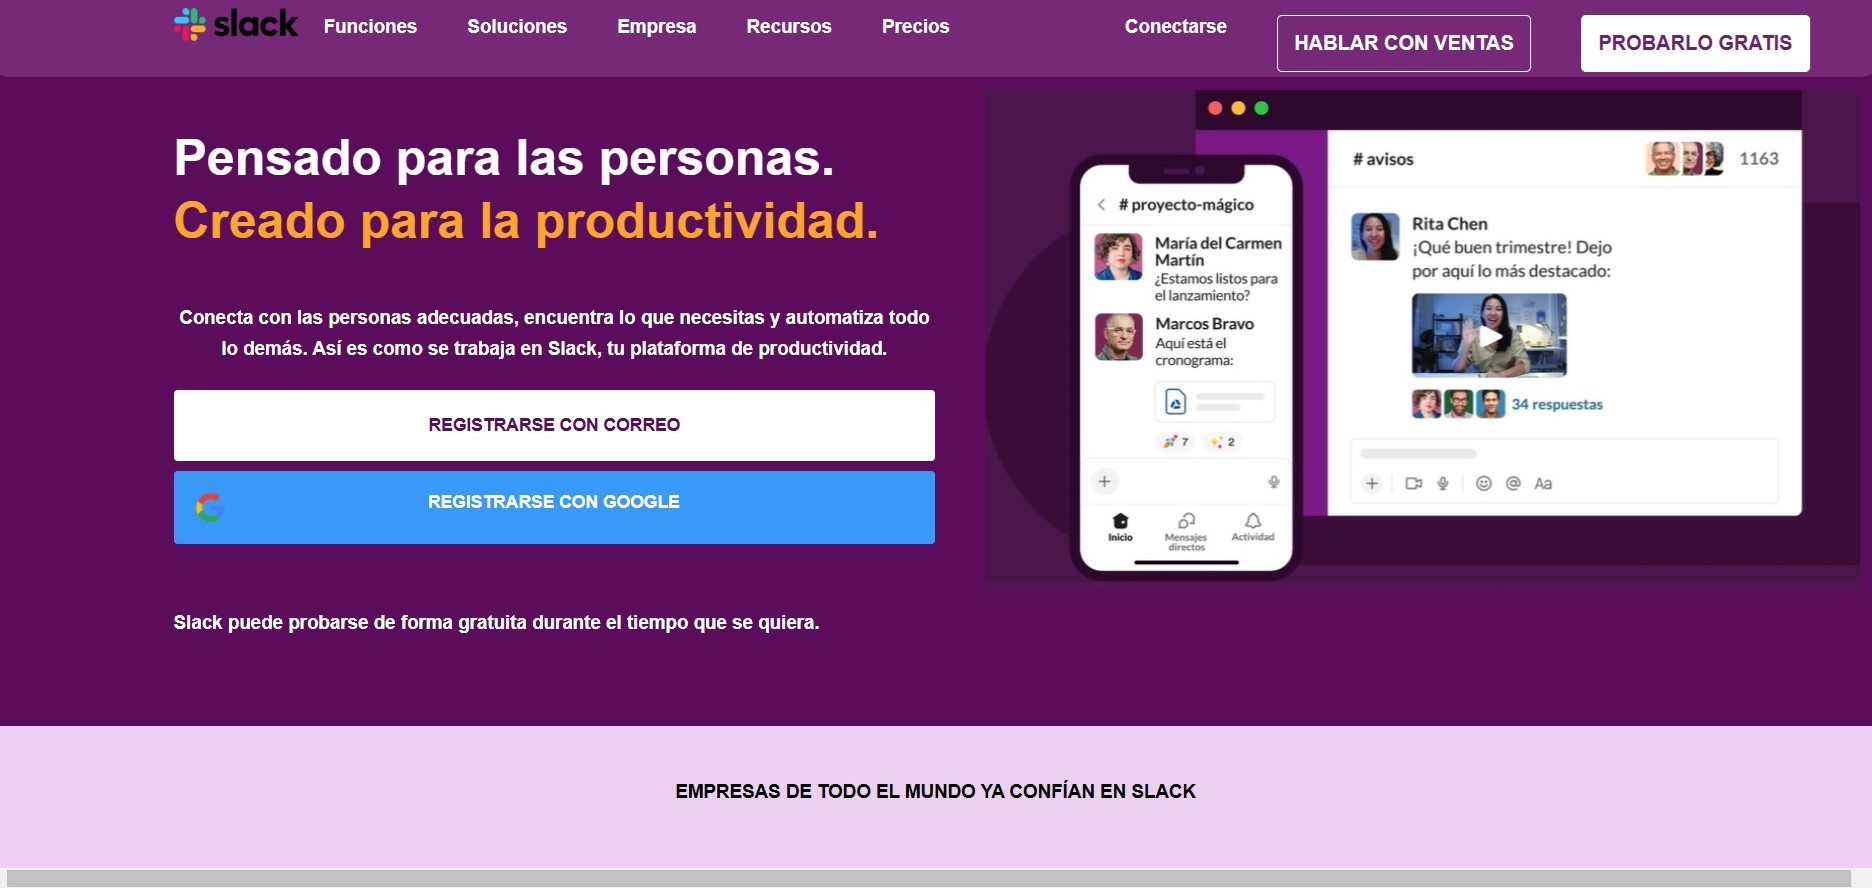 slack
Funciones
Soluciones
Empresa
Recursos
Precios
Conectarse
HABLAR CON VENTAS
PROBARLO GRATIS
Pensado para las personas.
Creado para la productividad.
Conecta con las personas adecuadas, encuentra lo que necesitas y automatiza todo
lo demás. Así es como se trabaja en Slack, tu plataforma de productividad.
REGISTRARSE CON CORREO
REGISTRARSE CON GOOGLE
Slack puede probarse de forma gratuita durante el tiempo que se quiera.
# proyecto-mágico
María del Carmen
Martín
¿Estamos listos para
el lanzamiento?
Marcos Bravo
Aquí está el
cronograma:
7
2
Inicio
Mensajes
directos
Actividad
# avisos
1163
Rita Chen
¡Qué buen trimestre! Dejo
por aquí lo más destacado:
34 respuestas
@
Aa
EMPRESAS DE TODO EL MUNDO YA CONFÍAN EN SLACK